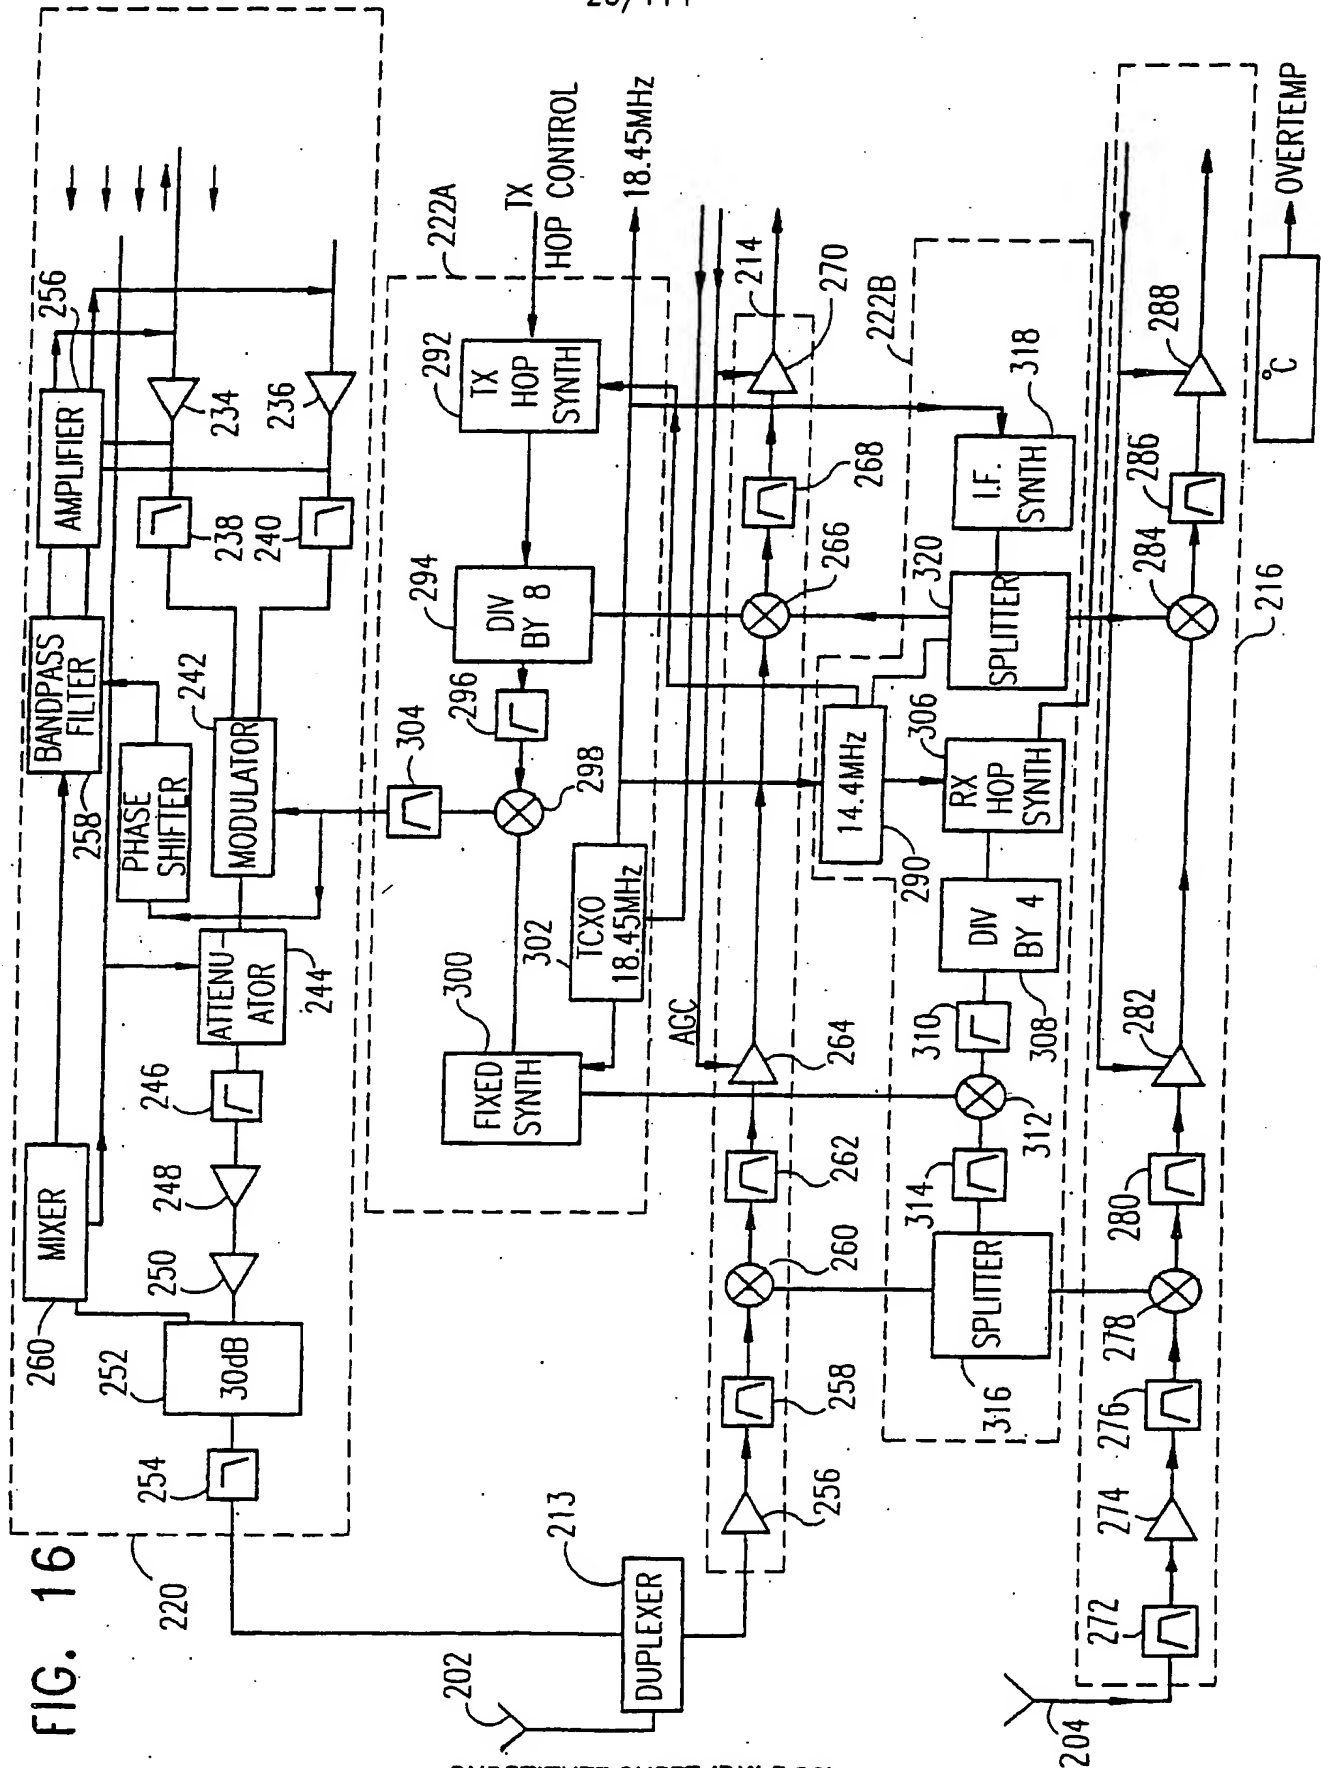 FIG. 16
220
254
252
30dB
260
MIXER
250
248
246
ATTENU-
ATOR
244
MODULATOR
242
PHASE
SHIFTER
258
BANDPASS
FILTER
AMPLIFIER
256
238
240
234
236
202
DUPLEXER
213
222A
TX
HOP CONTROL
18.45MHz
292
TX
HOP
SYNTH
294
DIV
BY 8
296
304
298
300
FIXED
SYNTH
302
TCXO
18.45MHz
AGC
256
258
260
262
264
266
268
270
214
222B
318
I.F.
SYNTH
320
SPLITTER
306
RX
HOP
SYNTH
14.4MHz
290
DIV
BY 4
308
310
312
314
SPLITTER
316
204
272
274
276
278
280
282
284
286
288
216
°C
OVERTEMP